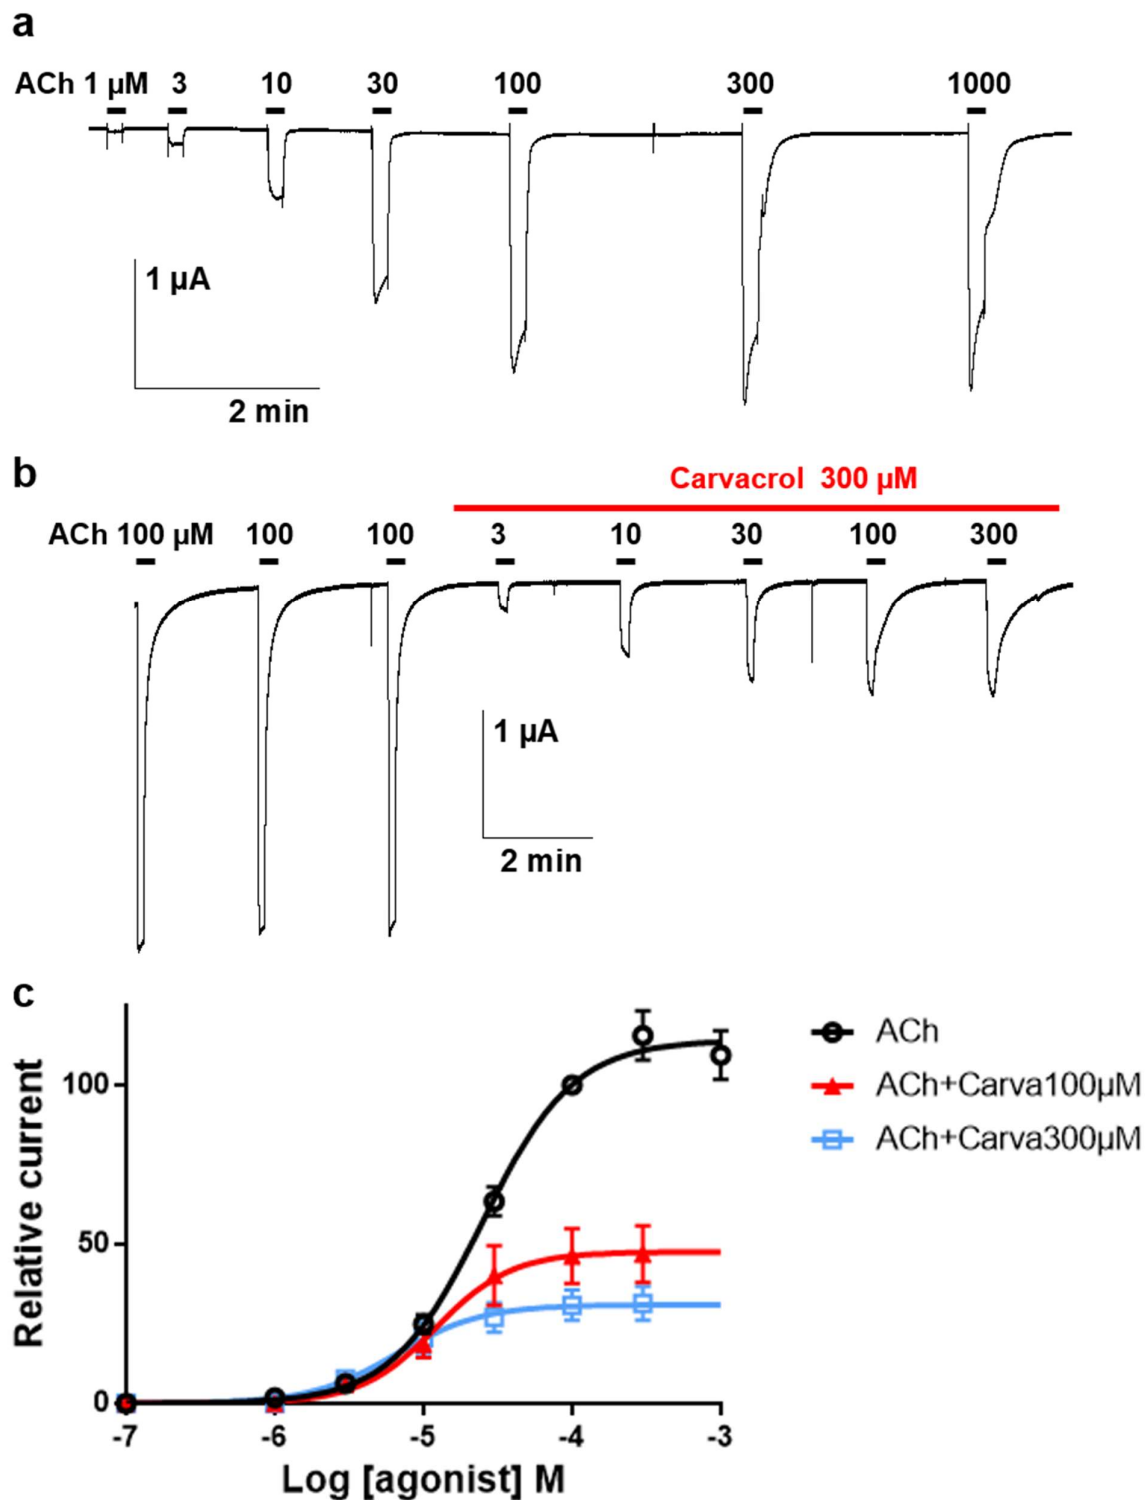 a
ACh 1 µM 3 10 30 100 300 1000
1 µA
2 min
b
Carvacrol 300 µM
ACh 100 µM 100 100 3 10 30 100 300
1 µA
2 min
c
ACh
ACh+Carva100µM
ACh+Carva300µM
Relative current
100
50
0
-7 -6 -5 -4 -3
Log [agonist] M